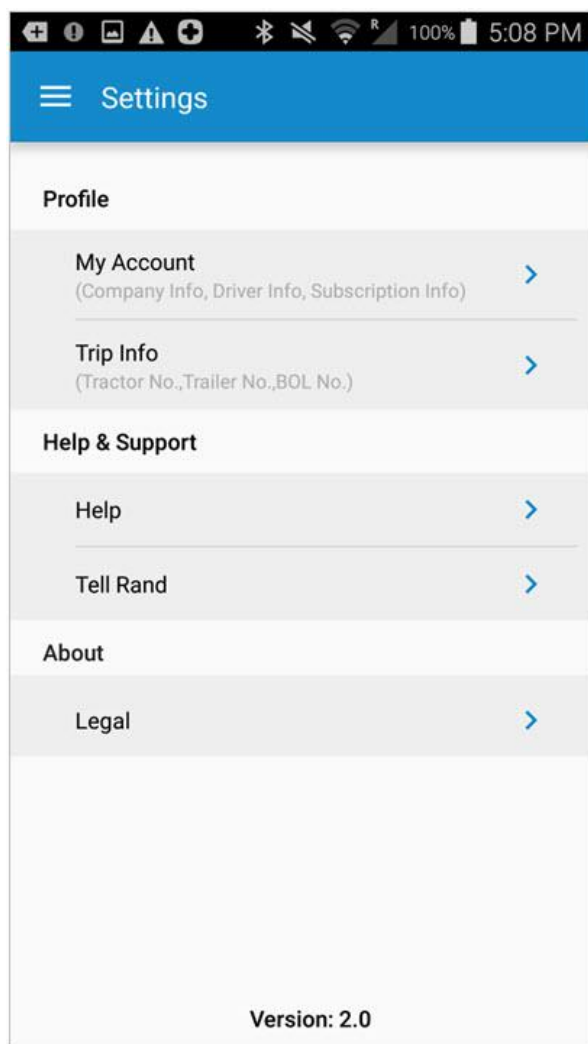 R 100% 5:08 PM
Settings
Profile
My Account
(Company Info, Driver Info, Subscription Info)
Trip Info
(Tractor No.,Trailer No.,BOL No.)
Help & Support
Help
Tell Rand
About
Legal
Version: 2.0